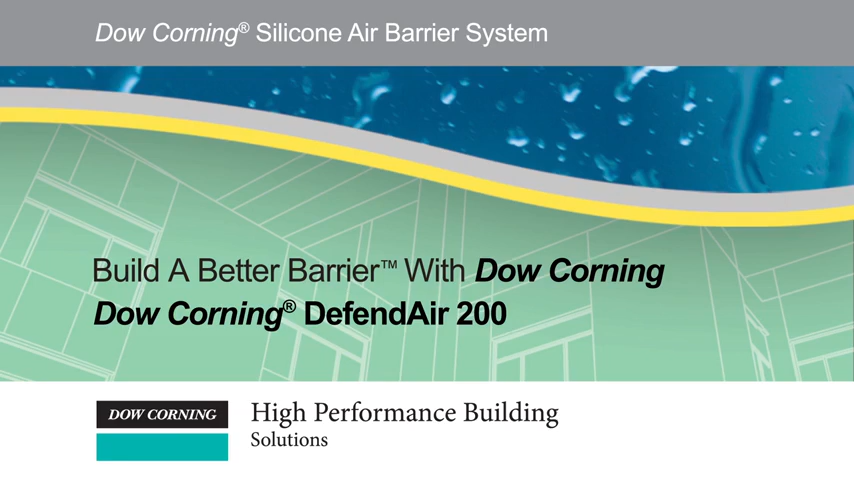 Dow Corning® Silicone Air Barrier System
Build A Better Barrier™ With Dow Corning
Dow Corning® DefendAir 200
DOW CORNING
High Performance Building
Solutions